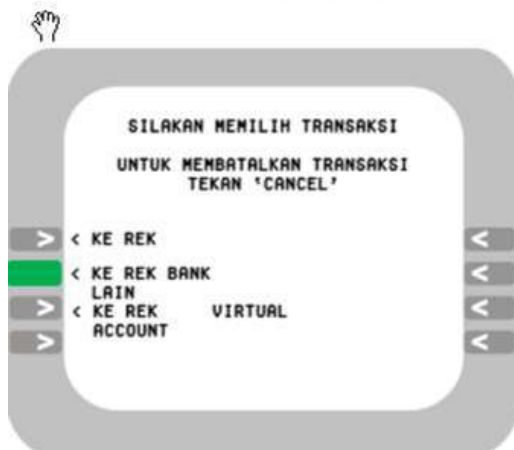 SILAKAN MEMILIH TRANSAKSI
UNTUK MEMBATALKAN TRANSAKSI
TEKAN 'CANCEL'
> < KE REK <
< KE REK BANK <
LAIN
> < KE REK VIRTUAL <
ACCOUNT
> <